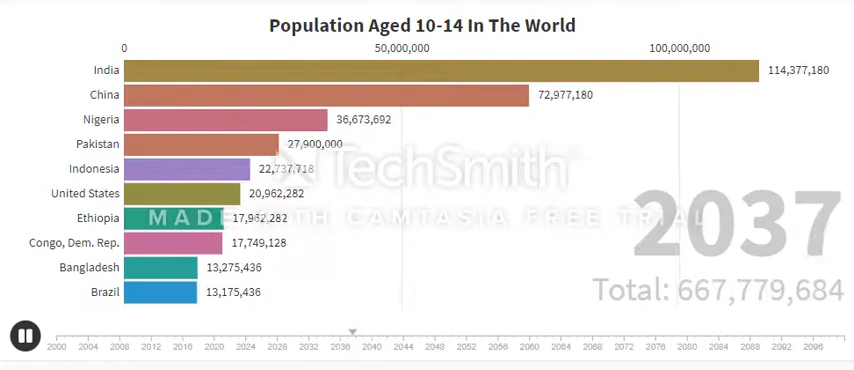 Population Aged 10-14 In The World
0 50,000,000 100,000,000
India 114,377,180
China 72,977,180
Nigeria 36,673,692
Pakistan 27,900,000
TechSmith
Indonesia 22,737,718
United States 20,962,282
Ethiopia 17,962,282
MADE WITH CAMTASIA FREE TRIAL
2037
Congo, Dem. Rep. 17,749,128
Bangladesh 13,275,436
Brazil 13,175,436
Total: 667,779,684
2000 2004 2008 2012 2016 2020 2024 2028 2032 2036 2040 2044 2048 2052 2056 2060 2064 2068 2072 2076 2080 2084 2088 2092 2096